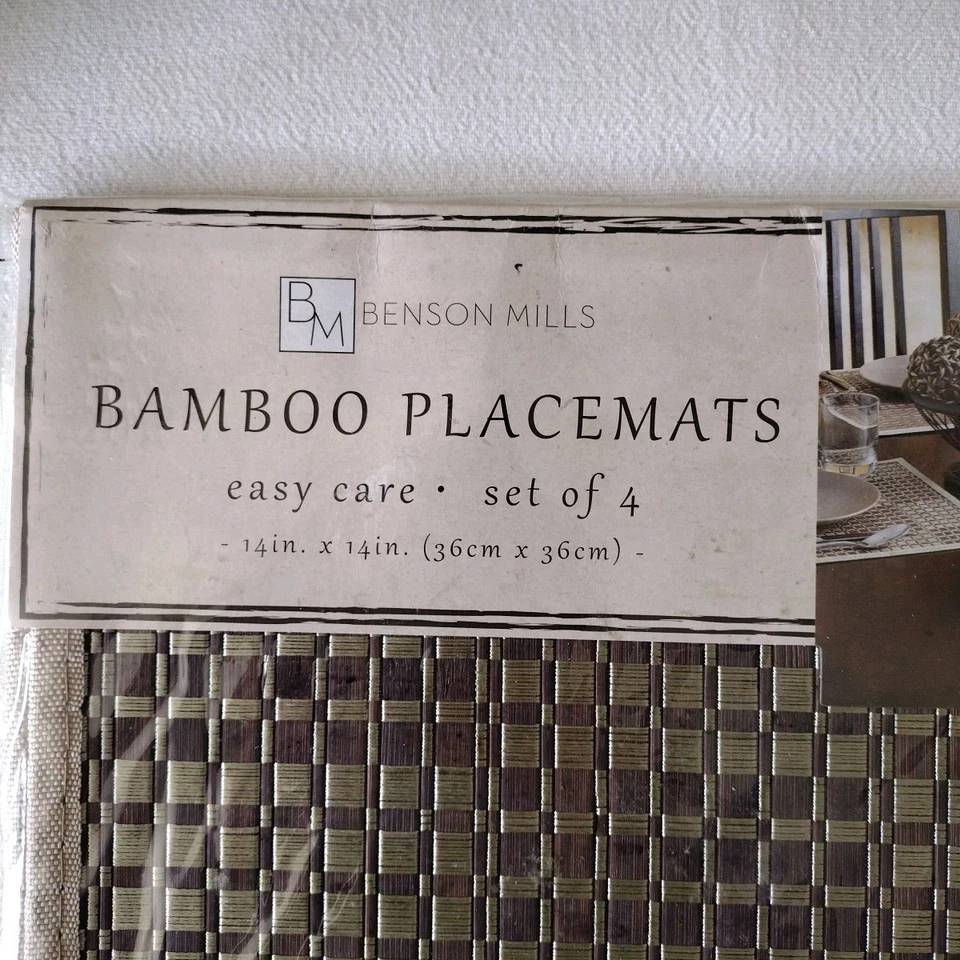 BM BENSON MILLS
BAMBOO PLACEMATS
easy care • set of 4
- 14in. x 14in. (36cm x 36cm) -